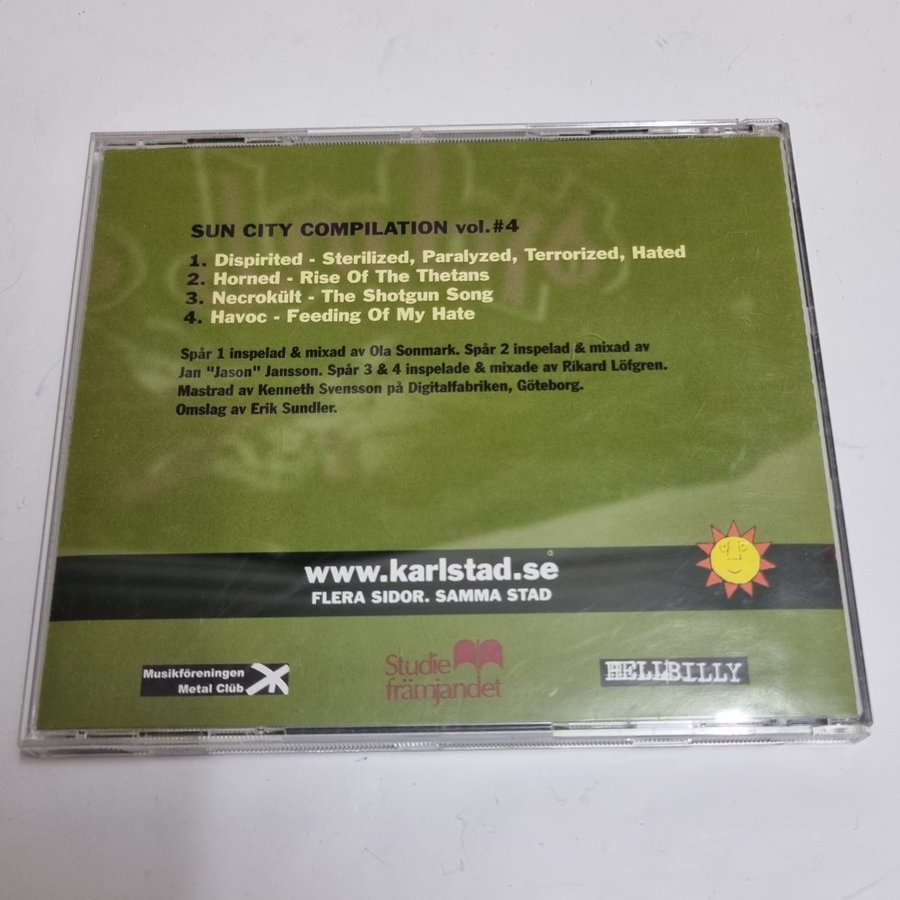 SUN CITY COMPILATION vol.#4
1. Dispirited - Sterilized, Paralyzed, Terrorized, Hated
2. Horned - Rise Of The Thetans
3. Necrokült - The Shotgun Song
4. Havoc - Feeding Of My Hate
Spår 1 inspelad & mixad av Ola Sonmark. Spår 2 inspelad & mixad av
Jan "Jason" Jansson. Spår 3 & 4 inspelade & mixade av Rikard Löfgren.
Mastrad av Kenneth Svensson på Digitalfabriken, Göteborg.
Omslag av Erik Sundler.
www.karlstad.se
FLERA SIDOR. SAMMA STAD
Musikföreningen
Metal Clüb
Studie
främjandet
HELLBILLY